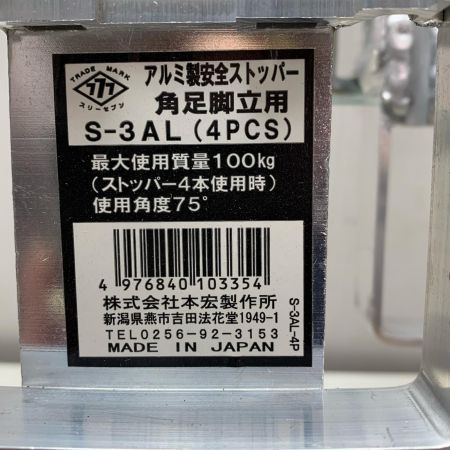 TRADE MARK
777
スリーセブン
アルミ製安全ストッパー
角足脚立用
S-3AL(4PCS)
最大使用質量100kg
(ストッパー4本使用時)
使用角度75°
4 976840 103354
株式会社本宏製作所
新潟県燕市吉田法花堂1949-1
TEL0256-92-3153
MADE IN JAPAN
S-3AL-4P